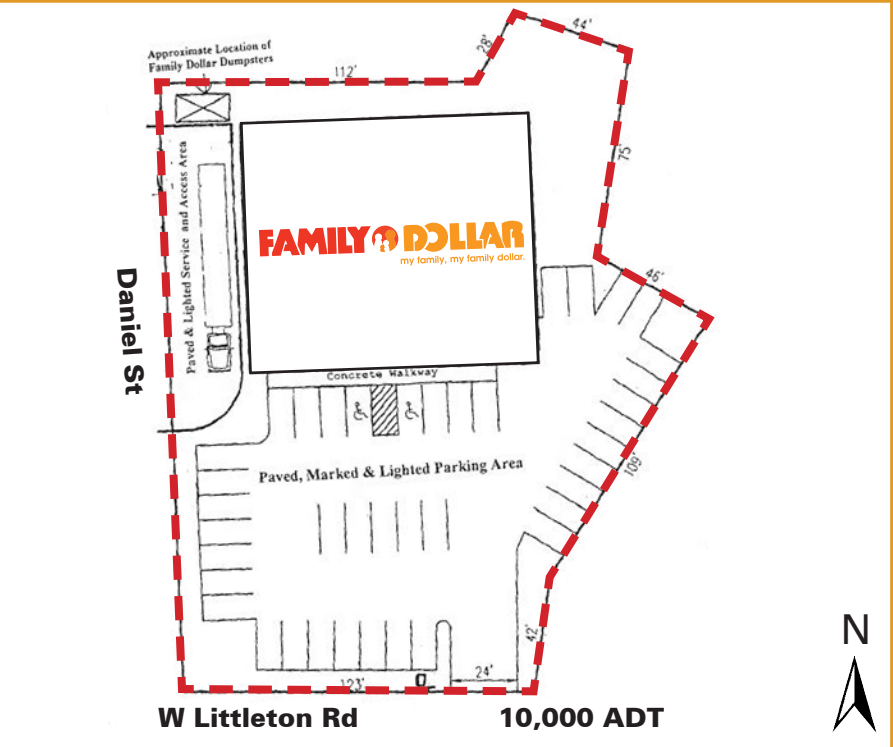 Approximate Location of
Family Dollar Dumpsters
112'
28'
44'
75'
46'
109'
42'
24'
123'
Paved & Lighted Service and Access Area
FAMILY DOLLAR
my family, my family dollar.
Daniel St
Concrete Walkway
Paved, Marked & Lighted Parking Area
W Littleton Rd
10,000 ADT
N